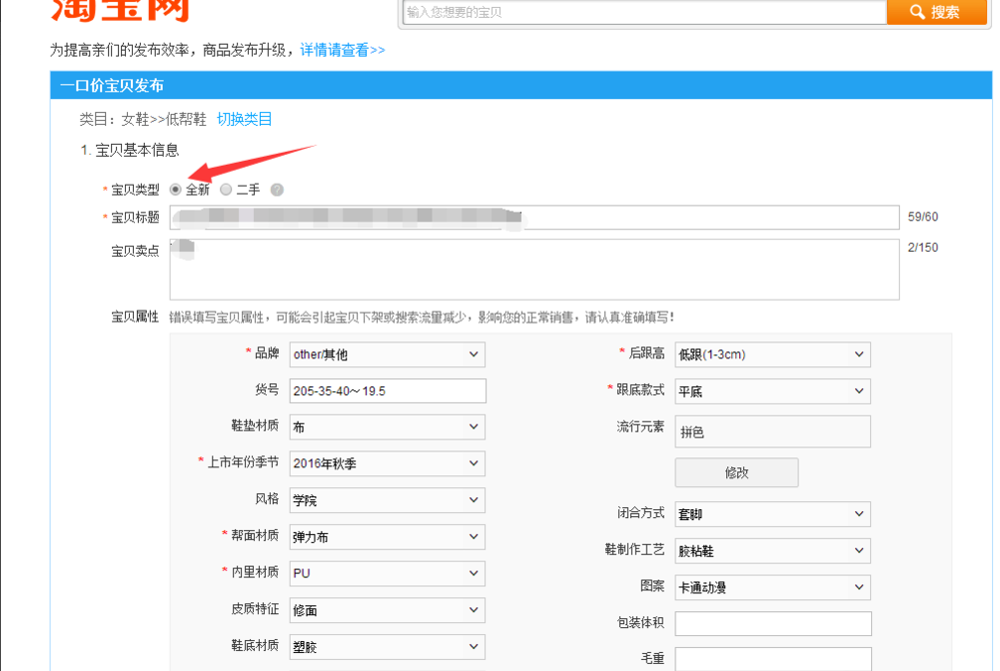 淘宝网
输入您想要的宝贝
搜索
为提高亲们的发布效率，商品发布升级，详情请查看>>
一口价宝贝发布
类目：女鞋>>低帮鞋 切换类目
1. 宝贝基本信息
* 宝贝类型 全新 二手 ?
* 宝贝标题 59/60
宝贝卖点 2/150
宝贝属性 错误填写宝贝属性，可能会引起宝贝下架或搜索流量减少，影响您的正常销售，请认真准确填写！
* 品牌 other/其他
* 后跟高 低跟(1-3cm)
货号 205-35-40～19.5
* 跟底款式 平底
鞋垫材质 布
流行元素 拼色
* 上市年份季节 2016年秋季
修改
风格 学院
闭合方式 套脚
* 帮面材质 弹力布
鞋制作工艺 胶粘鞋
* 内里材质 PU
图案 卡通动漫
皮质特征 修面
包装体积
鞋底材质 塑胶
毛重